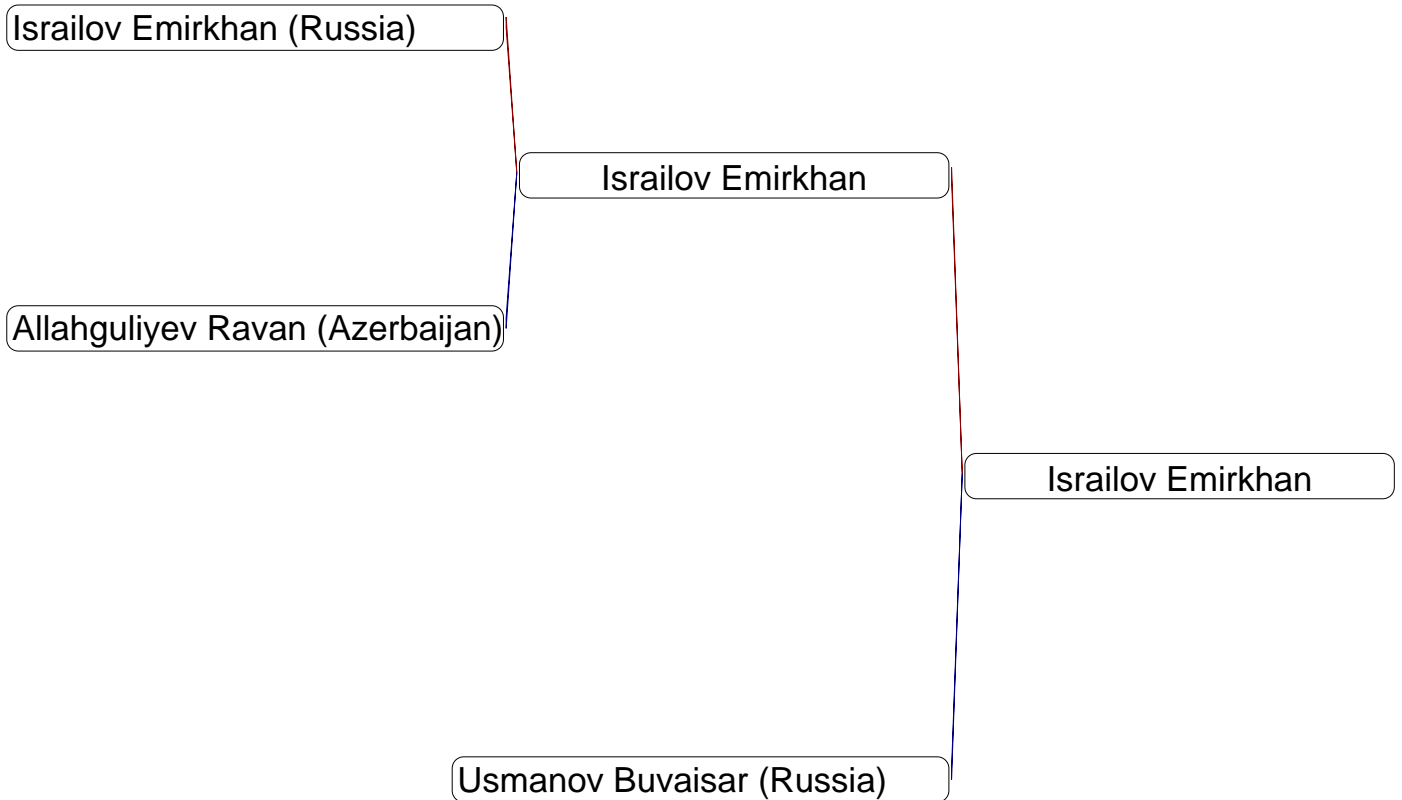 Israilov Emirkhan (Russia)
Israilov Emirkhan
Allahguliyev Ravan (Azerbaijan)
Israilov Emirkhan
Usmanov Buvaisar (Russia)